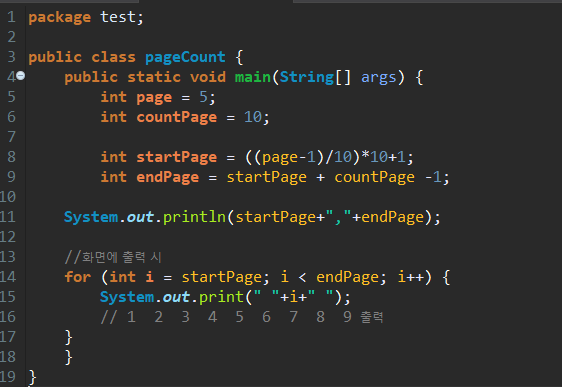 1 package test;
2
3 public class pageCount {
4 public static void main(String[] args) {
5 int page = 5;
6 int countPage = 10;
7
8 int startPage = ((page-1)/10)*10+1;
9 int endPage = startPage + countPage -1;
10
11 System.out.println(startPage+","+endPage);
12
13 //화면에 출력 시
14 for (int i = startPage; i < endPage; i++) {
15 System.out.print(" "+i+" ");
16 // 1 2 3 4 5 6 7 8 9 출력
17 }
18 }
19 }